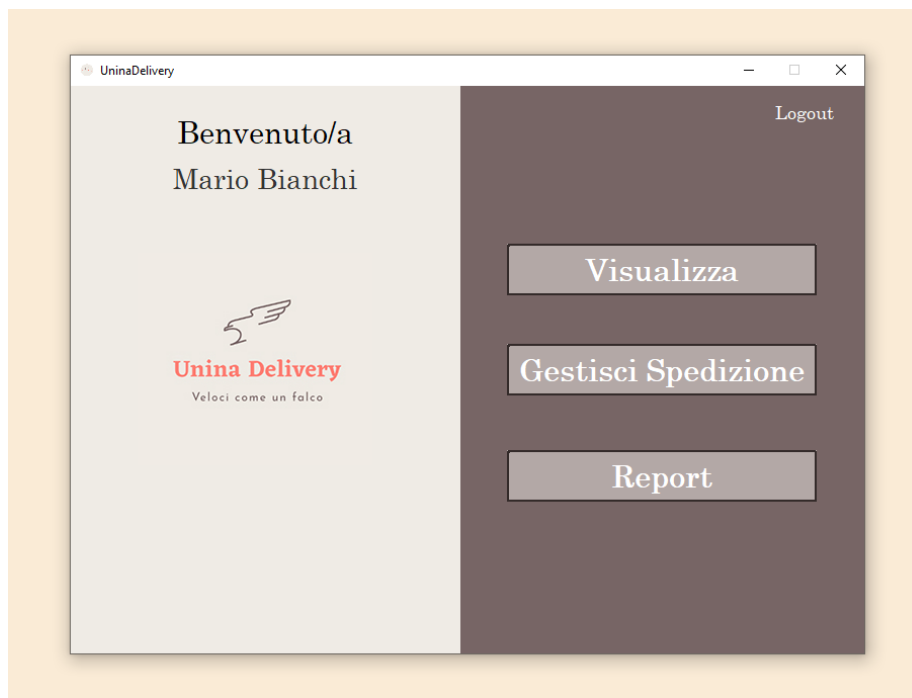 UninaDelivery
Benvenuto/a
Mario Bianchi
Unina Delivery
Veloci come un falco
Logout
Visualizza
Gestisci Spedizione
Report